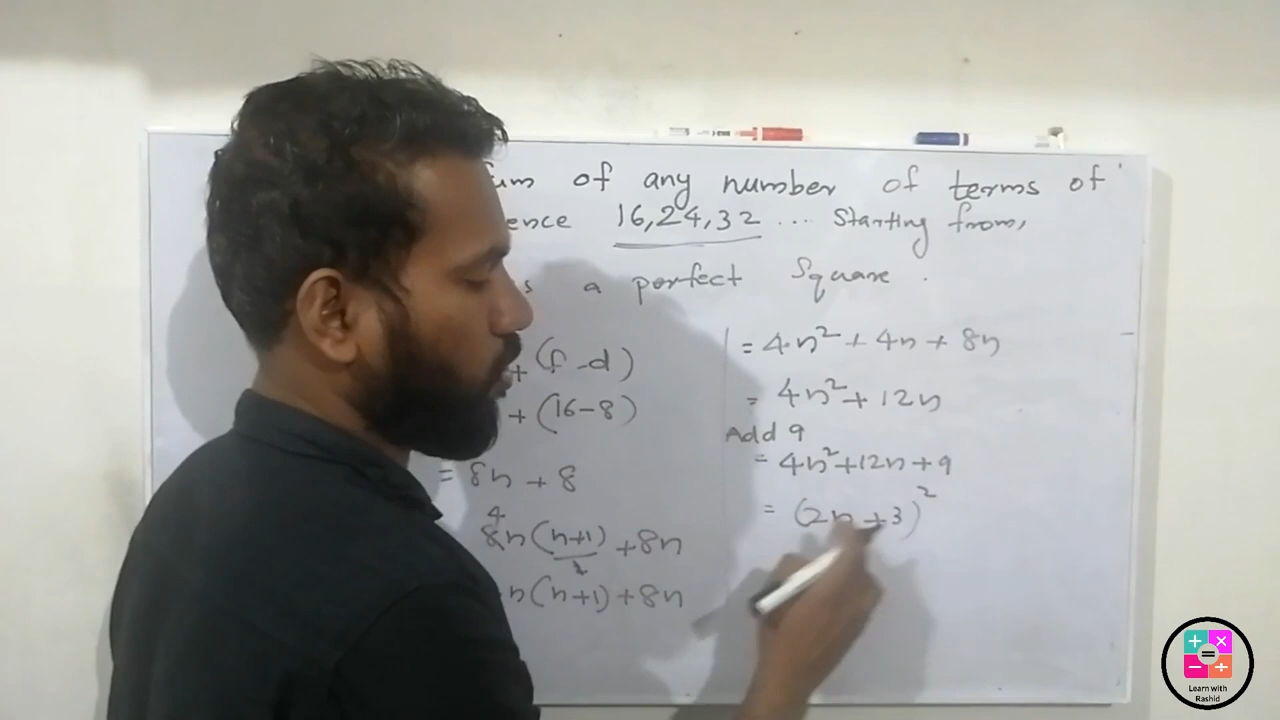 of any number of terms of
16,24,32 ... Starting from,
a perfect Square.
+ (f - d)
+ (16-8)
= 8n + 8
4
8n(n+1) + 8n
2
n(n+1) + 8n
= 4n² + 4n + 8n
= 4n² + 12n
Add 9
= 4n² + 12n + 9
= (2n + 3)²
Learn with
Rashid